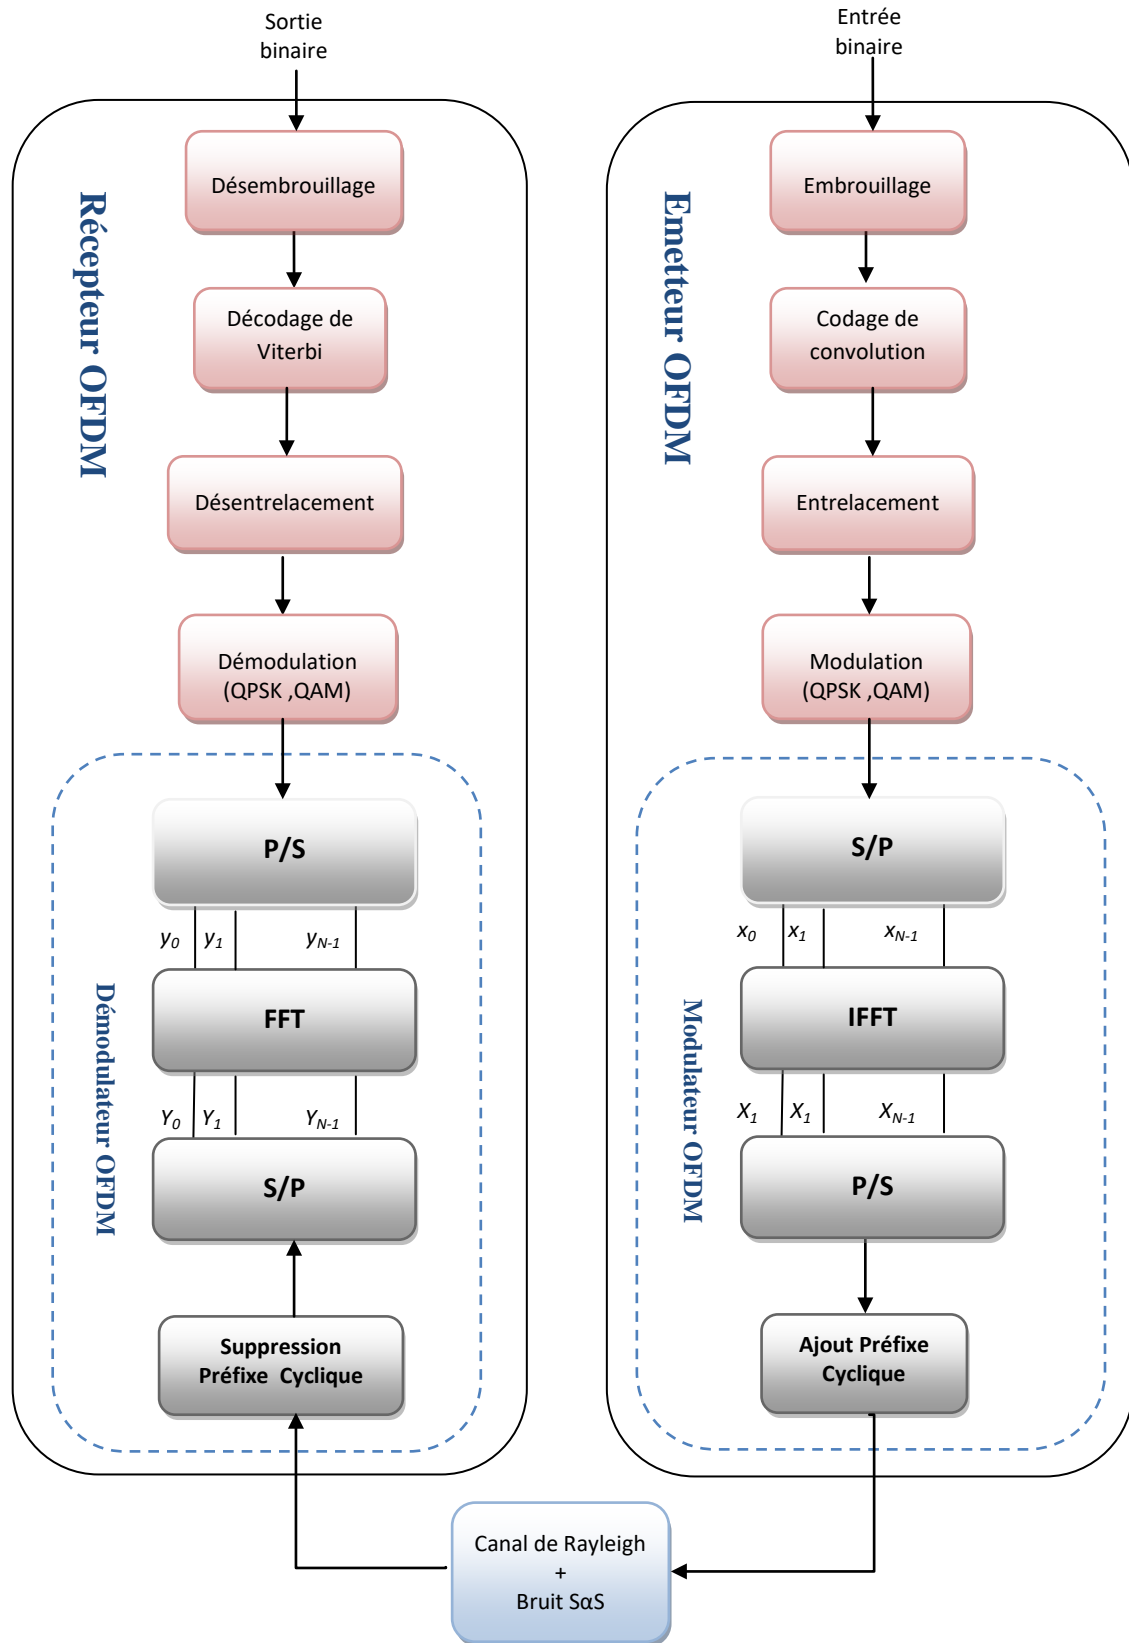 Sortie
binaire
Récepteur OFDM
Désembrouillage
Décodage de
Viterbi
Désentrelacement
Démodulation
(QPSK ,QAM)
Démodulateur OFDM
P/S
y0 y1 yN-1
FFT
Y0 Y1 YN-1
S/P
Suppression
Préfixe Cyclique
Entrée
binaire
Emetteur OFDM
Embrouillage
Codage de
convolution
Entrelacement
Modulation
(QPSK ,QAM)
Modulateur OFDM
S/P
x0 x1 xN-1
IFFT
X1 X1 XN-1
P/S
Ajout Préfixe
Cyclique
Canal de Rayleigh
+
Bruit SαS